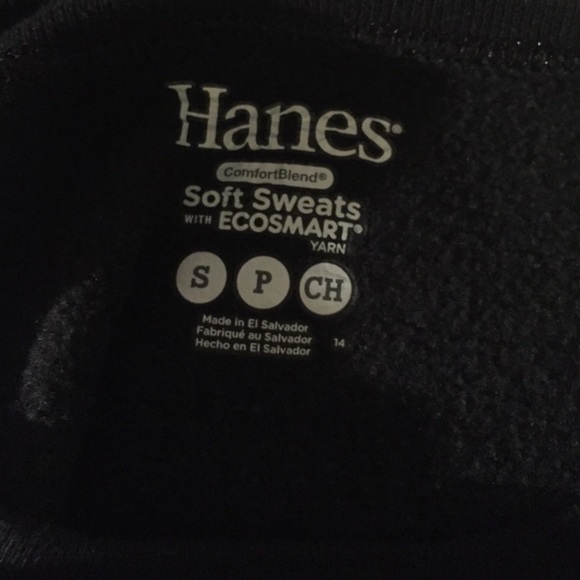 Hanes®
ComfortBlend®
Soft Sweats
WITH ECOSMART®
YARN
S P CH
Made in El Salvador
Fabriqué au Salvador 14
Hecho en El Salvador